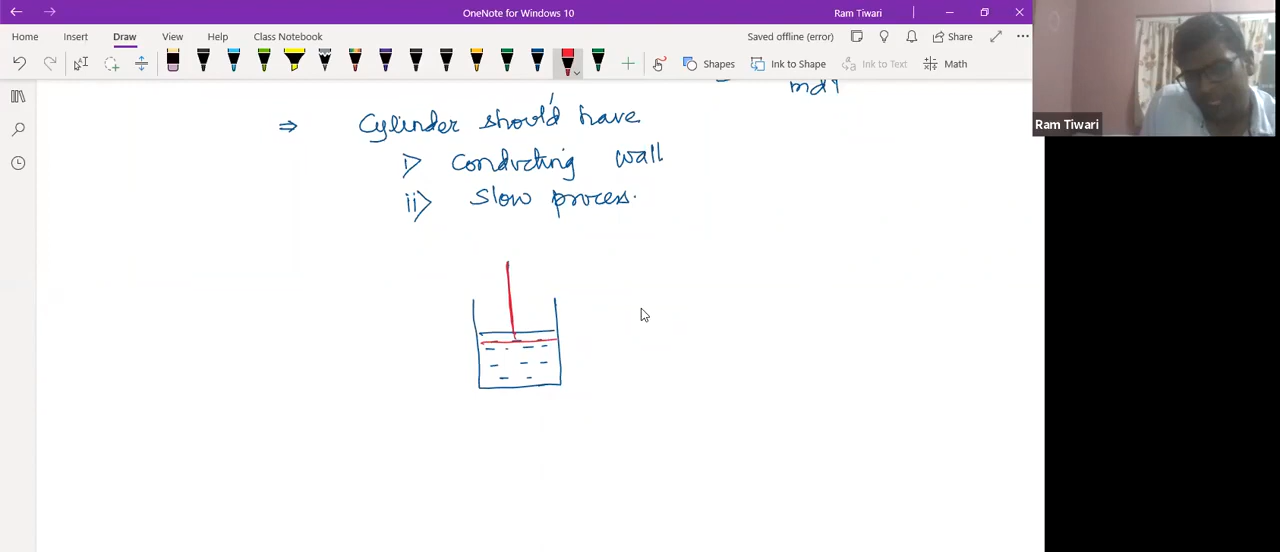 OneNote for Windows 10
Ram Tiwari
Home Insert Draw View Help Class Notebook
Saved offline (error) Share
Shapes Ink to Shape Ink to Text Math
Ram Tiwari
⇒ Cylinder should have
i> Conducting wall
ii> Slow process.